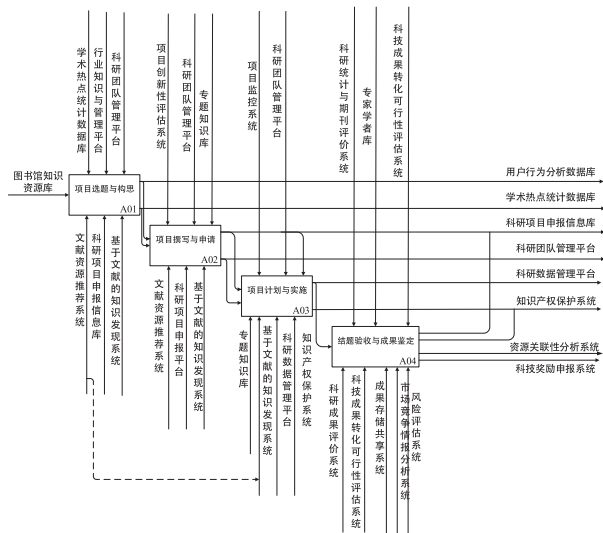 学术热点统计数据库
行业知识与管理平台
科研团队管理平台
项目创新性评估系统
科研团队管理平台
专题知识库
项目监控系统
科研团队管理平台
科研统计与期刊评价系统
专家学者库
科技成果转化可行性评估系统
图书馆知识
资源库
项目选题与构思
A01
用户行为分析数据库
学术热点统计数据库
科研项目申报信息库
项目撰写与申请
A02
科研团队管理平台
科研数据管理平台
项目计划与实施
A03
知识产权保护系统
结题验收与成果鉴定
A04
资源关联性分析系统
科技奖励申报系统
文献资源推荐系统
科研项目申报信息库
基于文献的知识发现系统
文献资源推荐系统
科研项目申报平台
基于文献的知识发现系统
专题知识库
基于文献的知识发现系统
科研数据管理平台
知识产权保护系统
科研成果评价系统
科技成果转化可行性评估系统
成果存储共享系统
市场竞争情报分析系统
风险评估系统